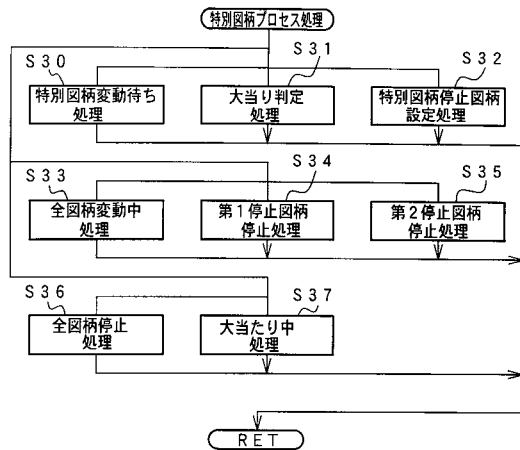 特別図柄プロセス処理
S30
S31
S32
特別図柄変動待ち
処理
大当り判定
処理
特別図柄停止図柄
設定処理
S33
S34
S35
全図柄変動中
処理
第1停止図柄
停止処理
第2停止図柄
停止処理
S36
S37
全図柄停止
処理
大当たり中
処理
RET